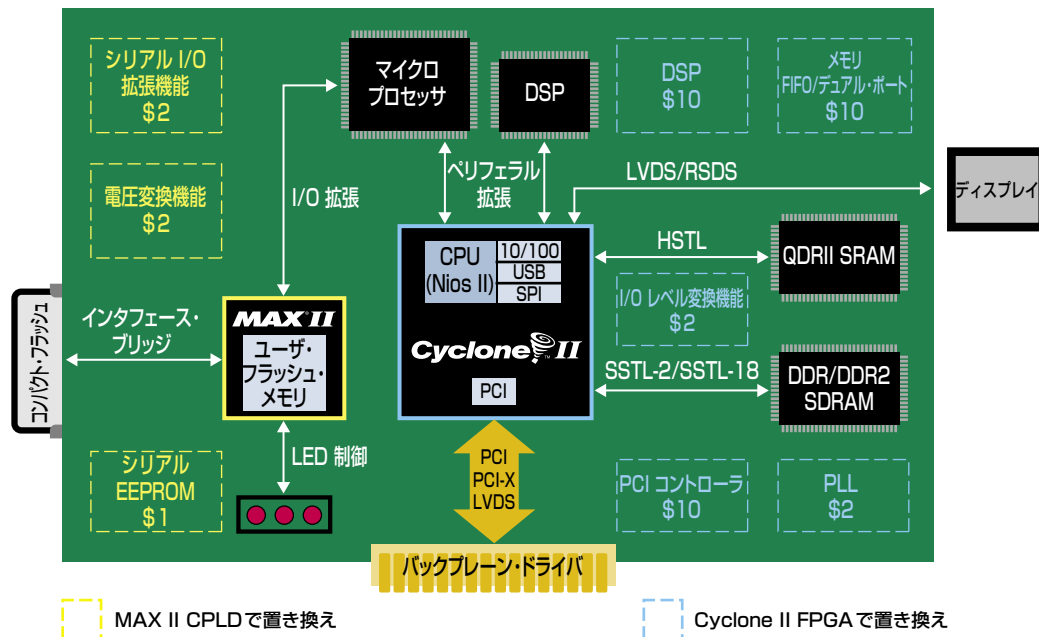 シリアル I/O
拡張機能
$2
マイクロ
プロセッサ
DSP
DSP
$10
メモリ
FIFO/デュアル・ポート
$10
電圧変換機能
$2
I/O 拡張
ペリフェラル
拡張
LVDS/RSDS
ディスプレイ
CPU
(Nios II)
10/100
USB
SPI
HSTL
QDRII SRAM
I/O レベル変換機能
$2
コンパクト・フラッシュ
インタフェース・
ブリッジ
MAX II
ユーザ・
フラッシュ・
メモリ
Cyclone II
PCI
SSTL-2/SSTL-18
DDR/DDR2
SDRAM
シリアル
EEPROM
$1
LED 制御
PCI
PCI-X
LVDS
PCI コントローラ
$10
PLL
$2
バックプレーン・ドライバ
MAX II CPLDで置き換え
Cyclone II FPGAで置き換え